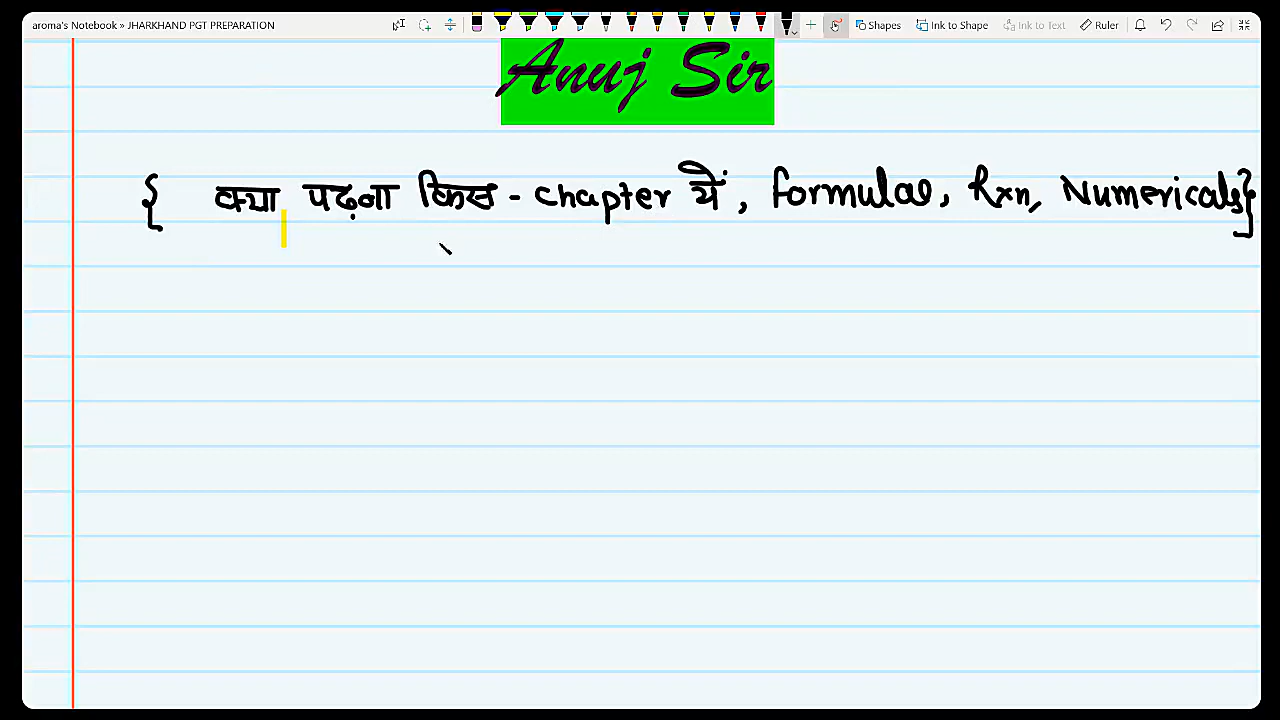 aroma's Notebook » JHARKHAND PGT PREPARATION Shapes Ink to Shape Ink to Text Ruler
Anuj Sir
{ क्या पढ़ना किस - chapter में, formulae, Rxn, Numericals}